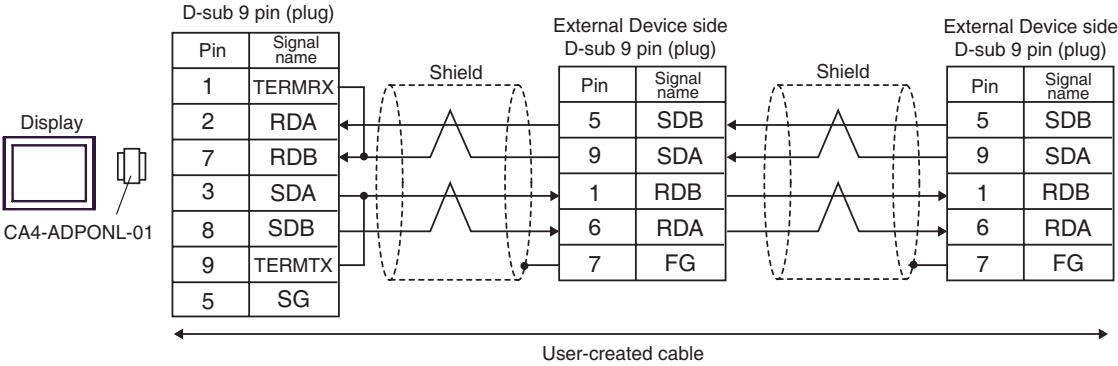 D-sub 9 pin (plug)
Pin Signal name
1 TERMRX
2 RDA
7 RDB
3 SDA
8 SDB
9 TERMTX
5 SG
Display
CA4-ADPONL-01
Shield
External Device side
D-sub 9 pin (plug)
Pin Signal name
5 SDB
9 SDA
1 RDB
6 RDA
7 FG
Shield
External Device side
D-sub 9 pin (plug)
Pin Signal name
5 SDB
9 SDA
1 RDB
6 RDA
7 FG
User-created cable